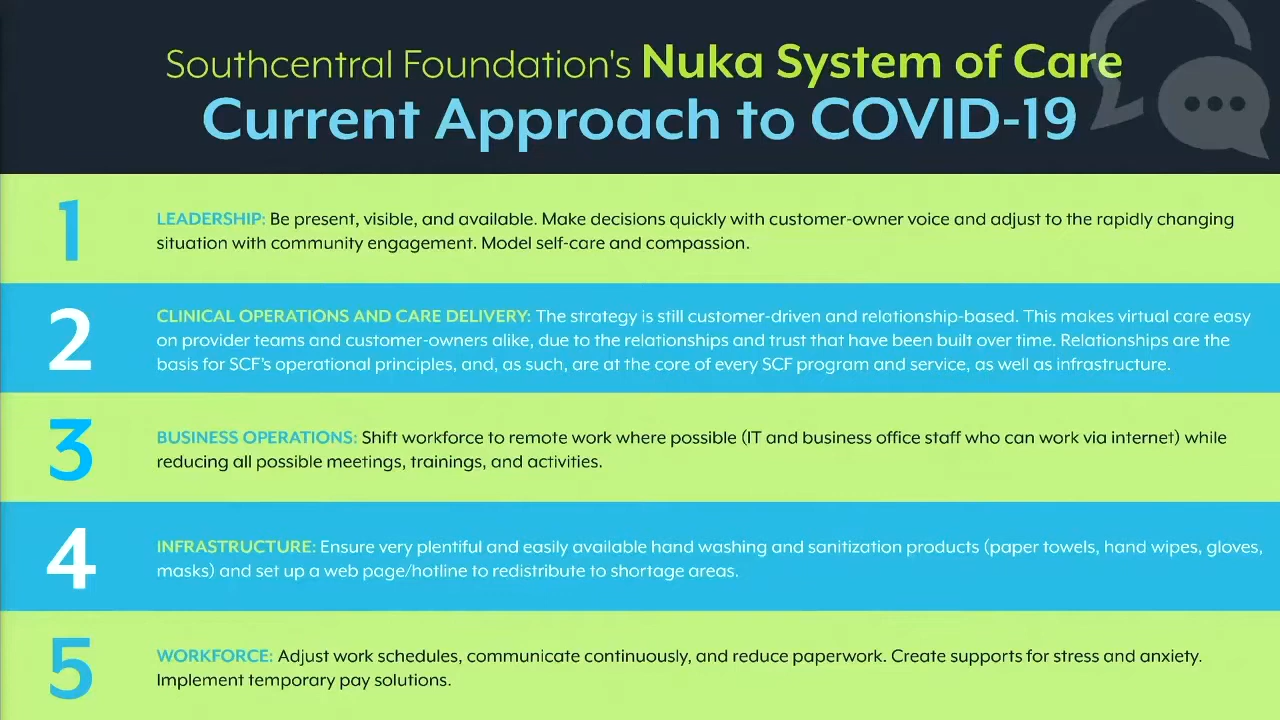 Southcentral Foundation's Nuka System of Care
Current Approach to COVID-19
1
LEADERSHIP: Be present, visible, and available. Make decisions quickly with customer-owner voice and adjust to the rapidly changing
situation with community engagement. Model self-care and compassion.
2
CLINICAL OPERATIONS AND CARE DELIVERY: The strategy is still customer-driven and relationship-based. This makes virtual care easy
on provider teams and customer-owners alike, due to the relationships and trust that have been built over time. Relationships are the
basis for SCF's operational principles, and, as such, are at the core of every SCF program and service, as well as infrastructure.
3
BUSINESS OPERATIONS: Shift workforce to remote work where possible (IT and business office staff who can work via internet) while
reducing all possible meetings, trainings, and activities.
4
INFRASTRUCTURE: Ensure very plentiful and easily available hand washing and sanitization products (paper towels, hand wipes, gloves,
masks) and set up a web page/hotline to redistribute to shortage areas.
5
WORKFORCE: Adjust work schedules, communicate continuously, and reduce paperwork. Create supports for stress and anxiety.
Implement temporary pay solutions.